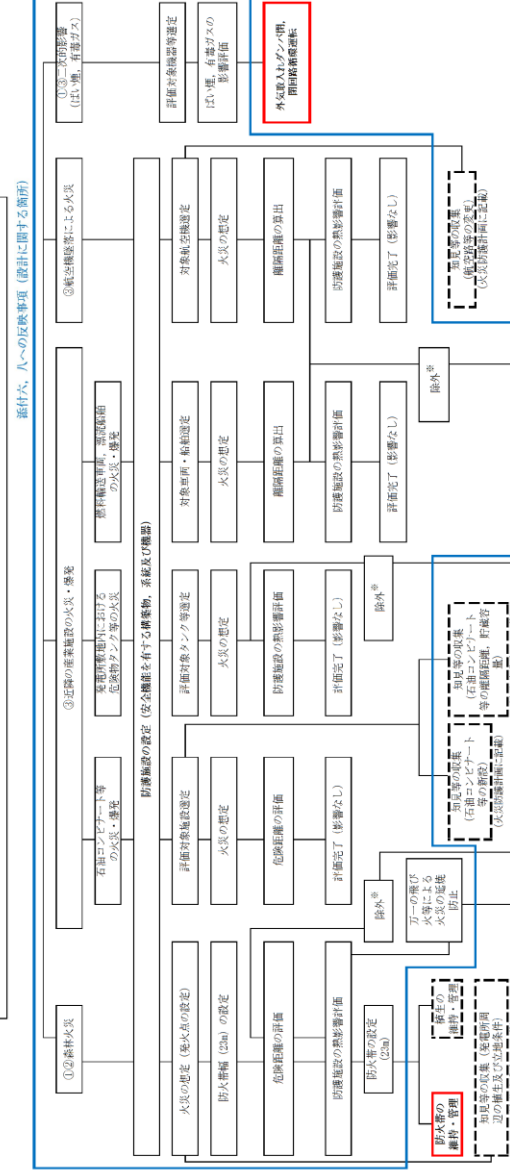 添付六，八への反映事項（設計に関する箇所）
①②森林火災
③近隣の産業施設の火災・爆発
②航空機墜落による火災
①③二次的影響
（ばい煙，有毒ガス）
石油コンビナート等
の火災・爆発
発電所敷地内における
危険物タンク等の火災
燃料輸送車両，漂流船舶
の火災・爆発
防護施設の設定（安全機能を有する構築物，系統及び機器）
火災の想定（発火点の設定）
防火帯幅（23m）の設定
危険距離の評価
防護施設の熱影響評価
防火帯の設定
（23m）
防火帯の
維持・管理
植生の
維持・管理
知見等の収集（発電所周
辺の植生及び立地条件）
評価対象施設選定
火災の想定
危険距離の評価
評価完了（影響なし）
除外※
万一の飛び
火等による
火災の延焼
防止
知見等の収集
（石油コンビナート
等の新設）
（火災防護計画に記載）
知見等の収集
（石油コンビナート
等の離隔距離，貯蔵容
量）
評価対象タンク等選定
火災の想定
防護施設の熱影響評価
評価完了（影響なし）
除外※
対象車両・船舶選定
火災の想定
離隔距離の算出
防護施設の熱影響評価
評価完了（影響なし）
除外※
対象航空機選定
火災の想定
離隔距離の算出
防護施設の熱影響評価
評価完了（影響なし）
知見等の収集
（航空路等の変更）
（火災防護計画に記載）
評価対象機器等選定
ばい煙，有毒ガスの
影響評価
外気取入れダンパ閉，
閉回路循環運転